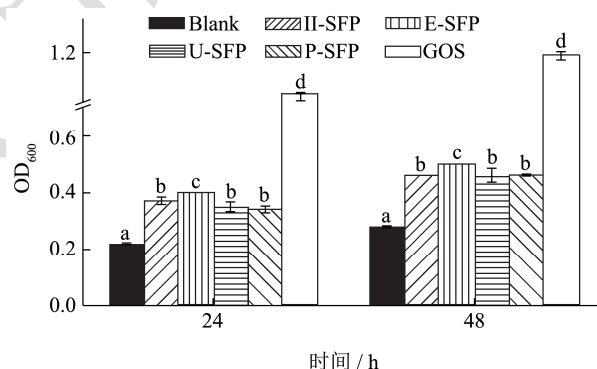 Blank II-SFP E-SFP
U-SFP P-SFP GOS
1.2
0.6
0.4
0.2
0.0
OD600
a b c b b d
a b c b b d
24 48
时间 / h